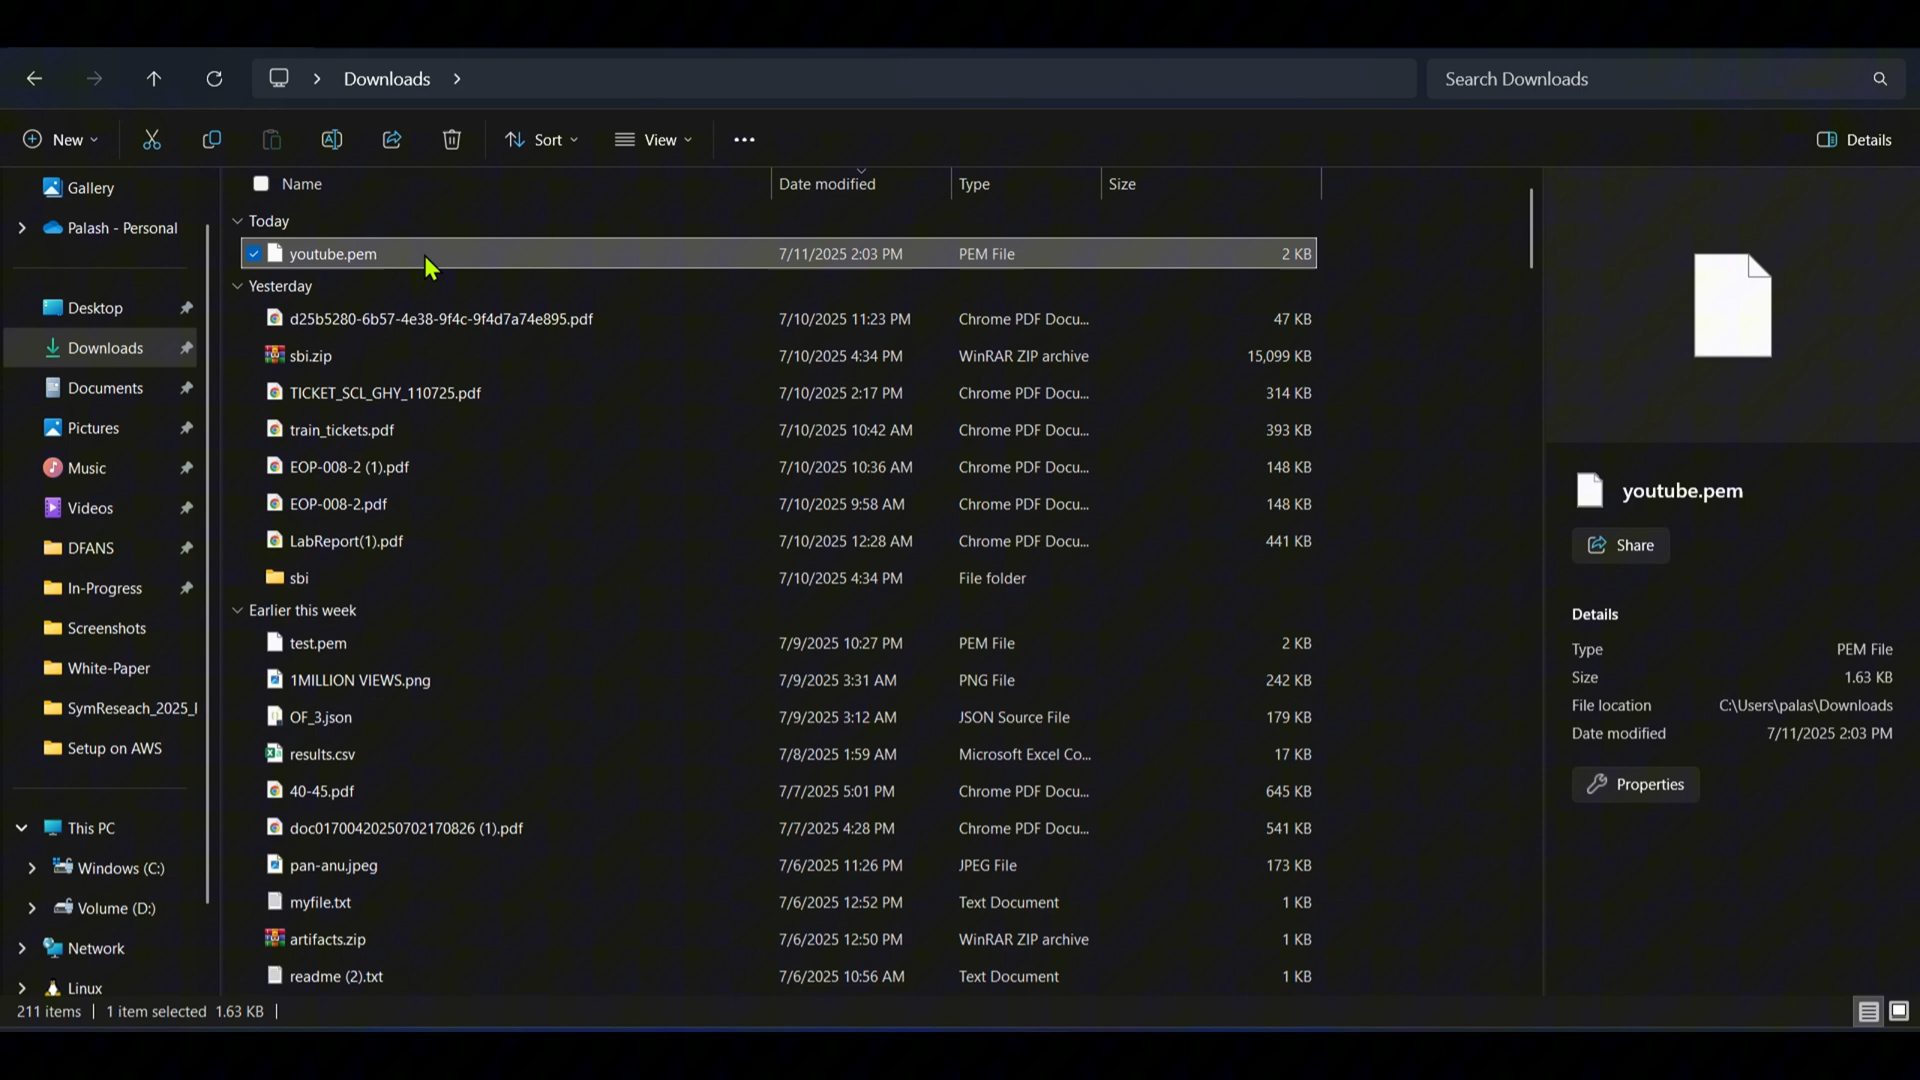 Downloads
Search Downloads
New
Sort
View
Details
Gallery
Palash - Personal
Desktop
Downloads
Documents
Pictures
Music
Videos
DFANS
In-Progress
Screenshots
White-Paper
SymReseach_2025_I
Setup on AWS
This PC
Windows (C:)
Volume (D:)
Network
Linux
Name Date modified Type Size
Today
youtube.pem 7/11/2025 2:03 PM PEM File 2 KB
Yesterday
d25b5280-6b57-4e38-9f4c-9f4d7a74e895.pdf 7/10/2025 11:23 PM Chrome PDF Docu... 47 KB
sbi.zip 7/10/2025 4:34 PM WinRAR ZIP archive 15,099 KB
TICKET_SCL_GHY_110725.pdf 7/10/2025 2:17 PM Chrome PDF Docu... 314 KB
train_tickets.pdf 7/10/2025 10:42 AM Chrome PDF Docu... 393 KB
EOP-008-2 (1).pdf 7/10/2025 10:36 AM Chrome PDF Docu... 148 KB
EOP-008-2.pdf 7/10/2025 9:58 AM Chrome PDF Docu... 148 KB
LabReport(1).pdf 7/10/2025 12:28 AM Chrome PDF Docu... 441 KB
sbi 7/10/2025 4:34 PM File folder
Earlier this week
test.pem 7/9/2025 10:27 PM PEM File 2 KB
1MILLION VIEWS.png 7/9/2025 3:31 AM PNG File 242 KB
OF_3.json 7/9/2025 3:12 AM JSON Source File 179 KB
results.csv 7/8/2025 1:59 AM Microsoft Excel Co... 17 KB
40-45.pdf 7/7/2025 5:01 PM Chrome PDF Docu... 645 KB
doc01700420250702170826 (1).pdf 7/7/2025 4:28 PM Chrome PDF Docu... 541 KB
pan-anu.jpeg 7/6/2025 11:26 PM JPEG File 173 KB
myfile.txt 7/6/2025 12:52 PM Text Document 1 KB
artifacts.zip 7/6/2025 12:50 PM WinRAR ZIP archive 1 KB
readme (2).txt 7/6/2025 10:56 AM Text Document 1 KB
youtube.pem
Share
Details
Type PEM File
Size 1.63 KB
File location C:\Users\palas\Downloads
Date modified 7/11/2025 2:03 PM
Properties
211 items 1 item selected 1.63 KB